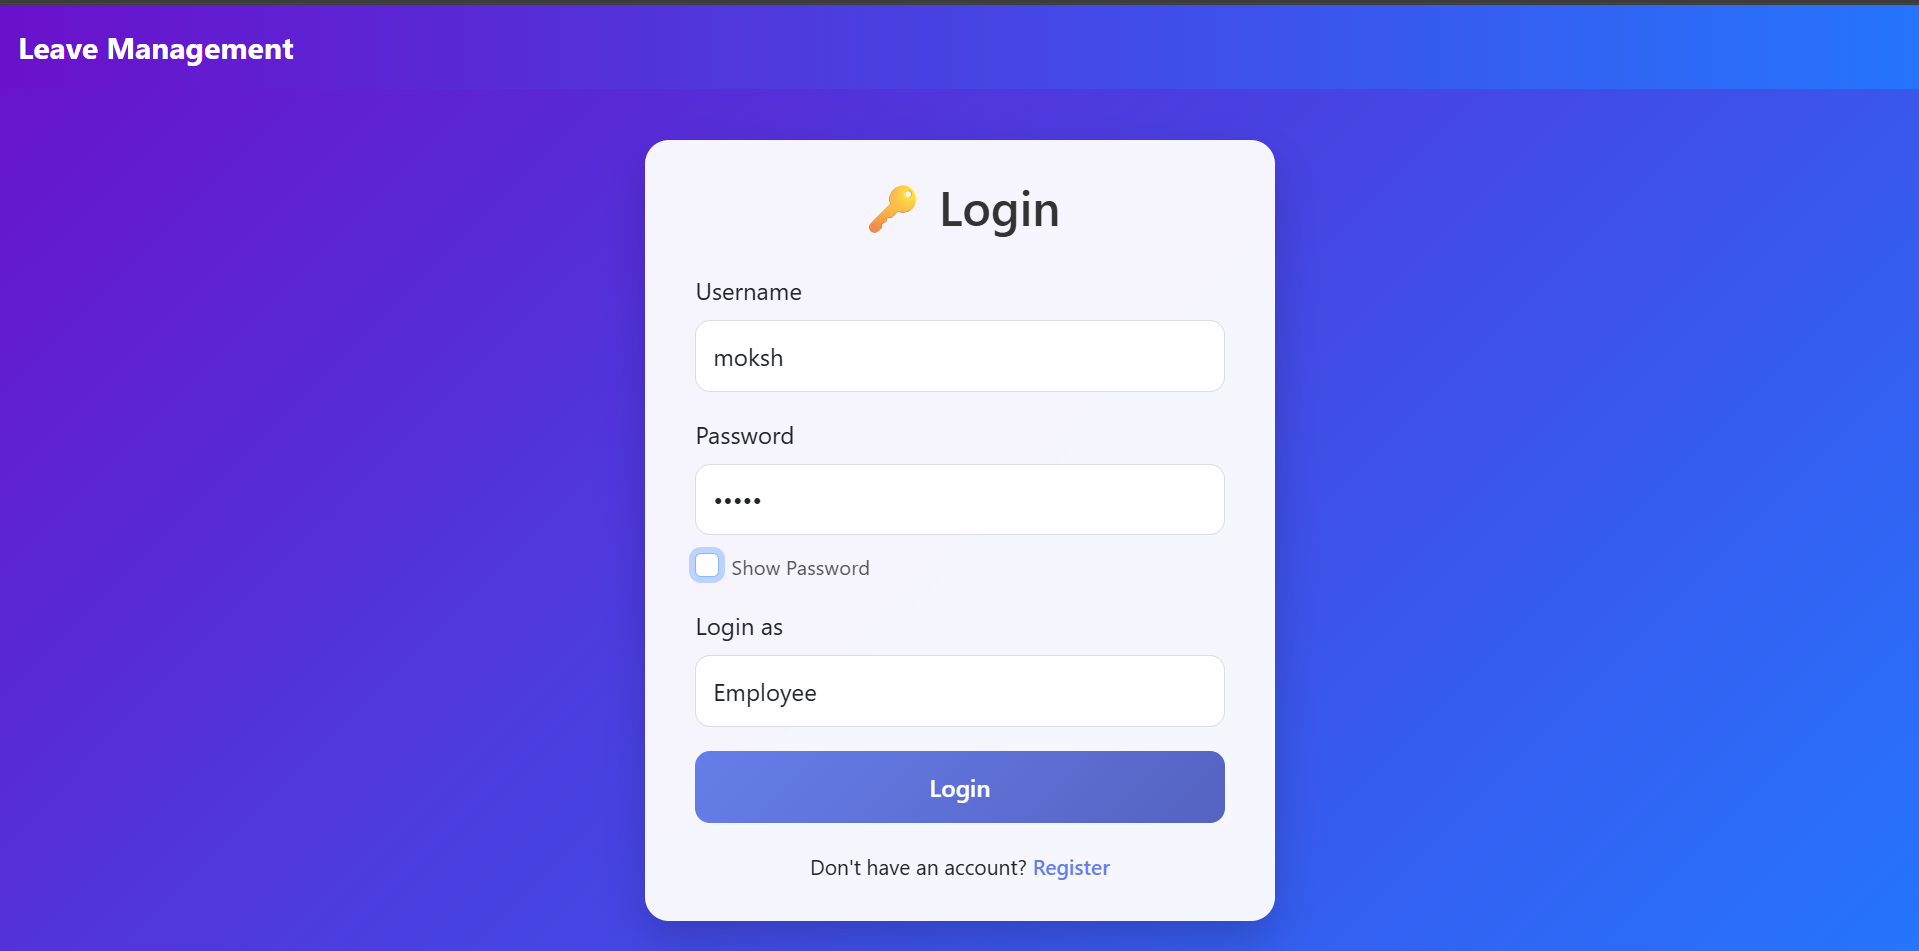 Leave Management
🔑 Login
Username
moksh
Password
•••••
Show Password
Login as
Employee
Login
Don't have an account? Register